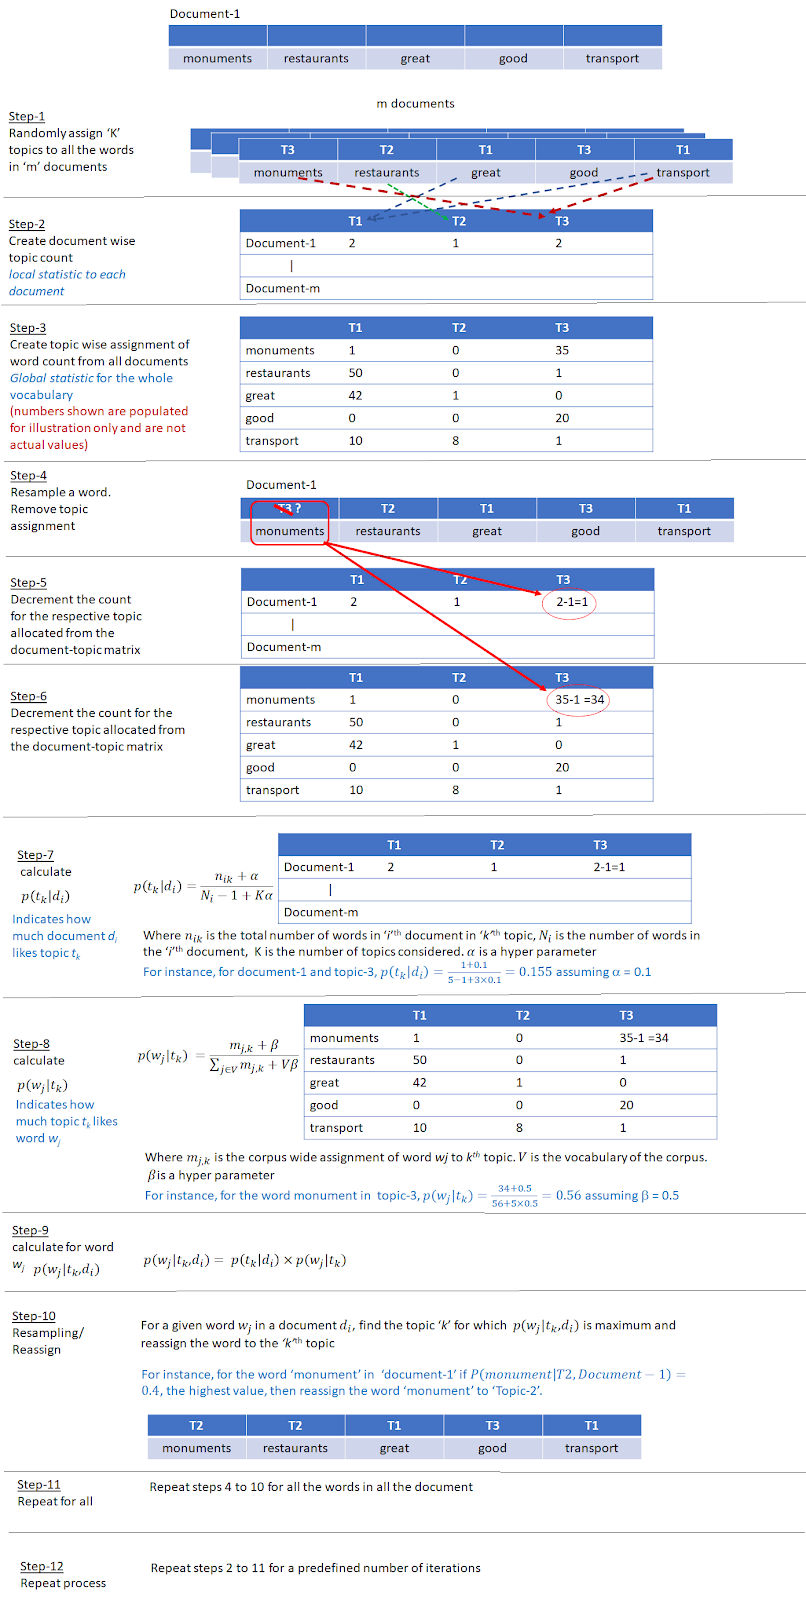 Document-1
monuments restaurants great good transport
m documents
Step-1
Randomly assign ‘K’
topics to all the words
in ‘m’ documents
T3 T2 T1 T3 T1
monuments restaurants great good transport
Step-2
Create document wise
topic count
local statistic to each
document
T1 T2 T3
Document-1 2 1 2
|
Document-m
Step-3
Create topic wise assignment of
word count from all documents
Global statistic for the whole
vocabulary
(numbers shown are populated
for illustration only and are not
actual values)
T1 T2 T3
monuments 1 0 35
restaurants 50 0 1
great 42 1 0
good 0 0 20
transport 10 8 1
Step-4
Resample a word.
Remove topic
assignment
Document-1
T3 ? T2 T1 T3 T1
monuments restaurants great good transport
Step-5
Decrement the count
for the respective topic
allocated from the
document-topic matrix
T1 T2 T3
Document-1 2 1 2-1=1
|
Document-m
Step-6
Decrement the count for the
respective topic allocated from
the document-topic matrix
T1 T2 T3
monuments 1 0 35-1 =34
restaurants 50 0 1
great 42 1 0
good 0 0 20
transport 10 8 1
Step-7
calculate
p(t_k|d_i)
Indicates how
much document d_i
likes topic t_k
p(t_k|d_i) = (n_ik + α) / (N_i − 1 + Kα)
T1 T2 T3
Document-1 2 1 2-1=1
|
Document-m
Where n_ik is the total number of words in ‘i’th document in ‘k’th topic, N_i is the number of words in
the ‘i’th document, K is the number of topics considered. α is a hyper parameter
For instance, for document-1 and topic-3, p(t_k|d_i) = (1+0.1) / (5−1+3×0.1) = 0.155 assuming α = 0.1
Step-8
calculate
p(w_j|t_k)
Indicates how
much topic t_k likes
word w_j
p(w_j|t_k) = (m_j,k + β) / (∑_j∈V m_j,k + Vβ)
T1 T2 T3
monuments 1 0 35-1 =34
restaurants 50 0 1
great 42 1 0
good 0 0 20
transport 10 8 1
Where m_j,k is the corpus wide assignment of word wj to k^th topic. V is the vocabulary of the corpus.
β is a hyper parameter
For instance, for the word monument in topic-3, p(w_j|t_k) = (34+0.5) / (56+5×0.5) = 0.56 assuming β = 0.5
Step-9
calculate for word
w_j p(w_j|t_k,d_i)
p(w_j|t_k,d_i) = p(t_k|d_i) × p(w_j|t_k)
Step-10
Resampling/
Reassign
For a given word w_j in a document d_i, find the topic ‘k’ for which p(w_j|t_k,d_i) is maximum and
reassign the word to the ‘k’th topic
For instance, for the word ‘monument’ in ‘document-1’ if P(monument|T2, Document − 1) =
0.4, the highest value, then reassign the word ‘monument’ to ‘Topic-2’.
T2 T2 T1 T3 T1
monuments restaurants great good transport
Step-11
Repeat for all
Repeat steps 4 to 10 for all the words in all the document
Step-12
Repeat process
Repeat steps 2 to 11 for a predefined number of iterations